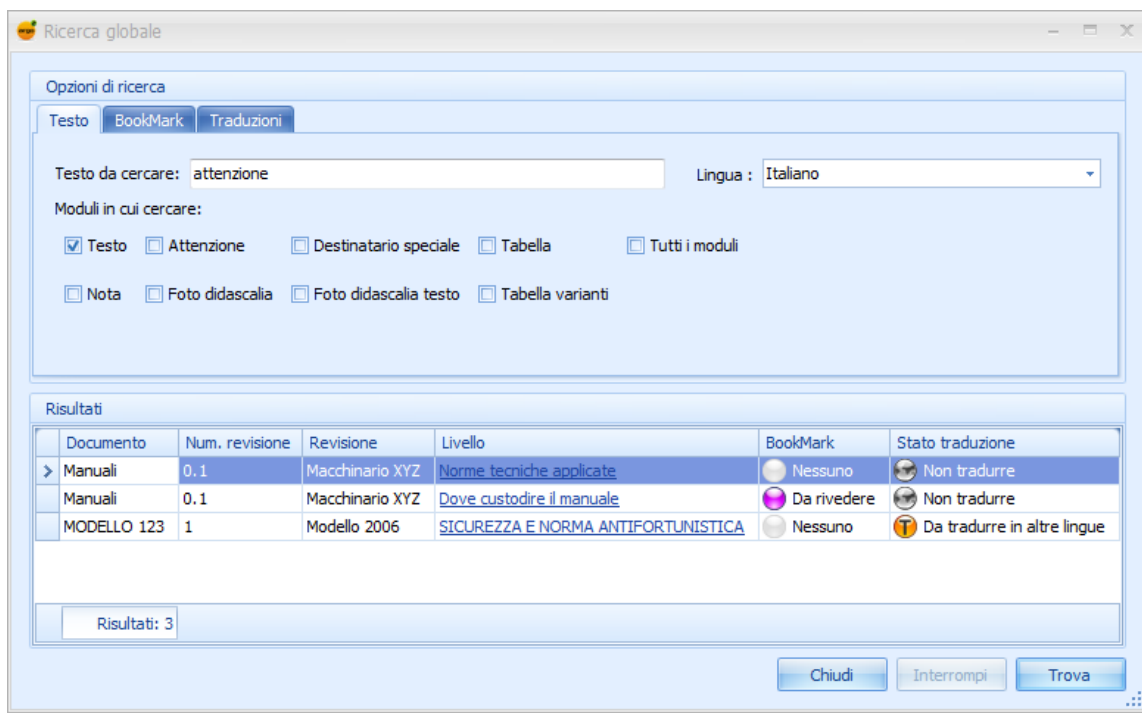 Ricerca globale
Opzioni di ricerca
Testo BookMark Traduzioni
Testo da cercare: attenzione Lingua : Italiano
Moduli in cui cercare:
Testo Attenzione Destinatario speciale Tabella Tutti i moduli
Nota Foto didascalia Foto didascalia testo Tabella varianti
Risultati
Documento Num. revisione Revisione Livello BookMark Stato traduzione
Manuali 0.1 Macchinario XYZ Norme tecniche applicate Nessuno Non tradurre
Manuali 0.1 Macchinario XYZ Dove custodire il manuale Da rivedere Non tradurre
MODELLO 123 1 Modello 2006 SICUREZZA E NORMA ANTIFORTUNISTICA Nessuno T Da tradurre in altre lingue
Risultati: 3
Chiudi Interrompi Trova